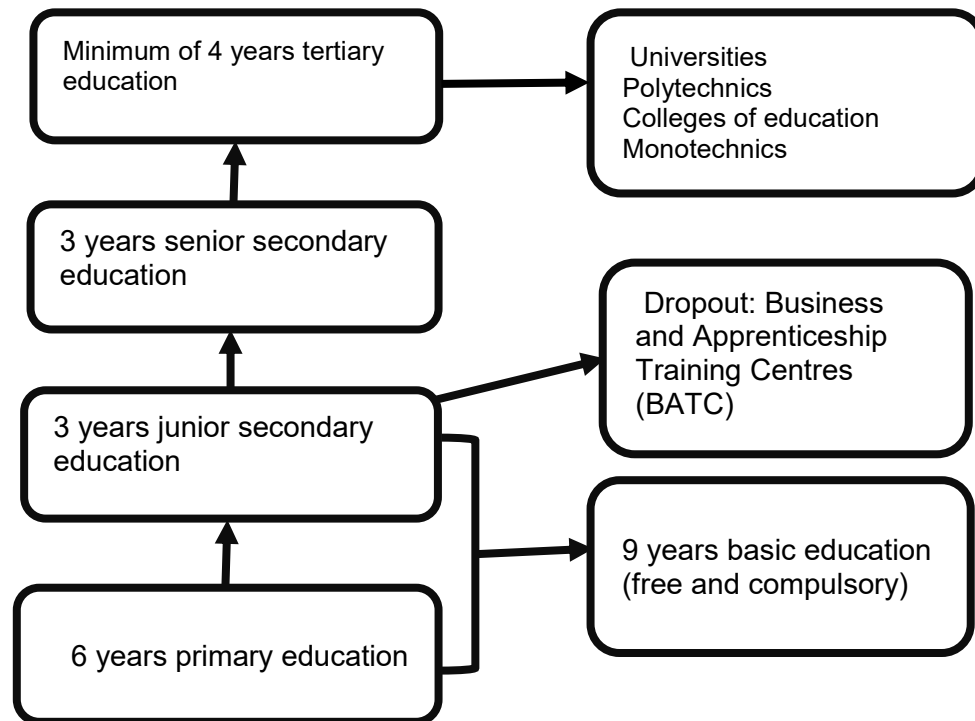 Minimum of 4 years tertiary
education
Universities
Polytechnics
Colleges of education
Monotechnics
3 years senior secondary
education
Dropout: Business
and Apprenticeship
Training Centres
(BATC)
3 years junior secondary
education
9 years basic education
(free and compulsory)
6 years primary education